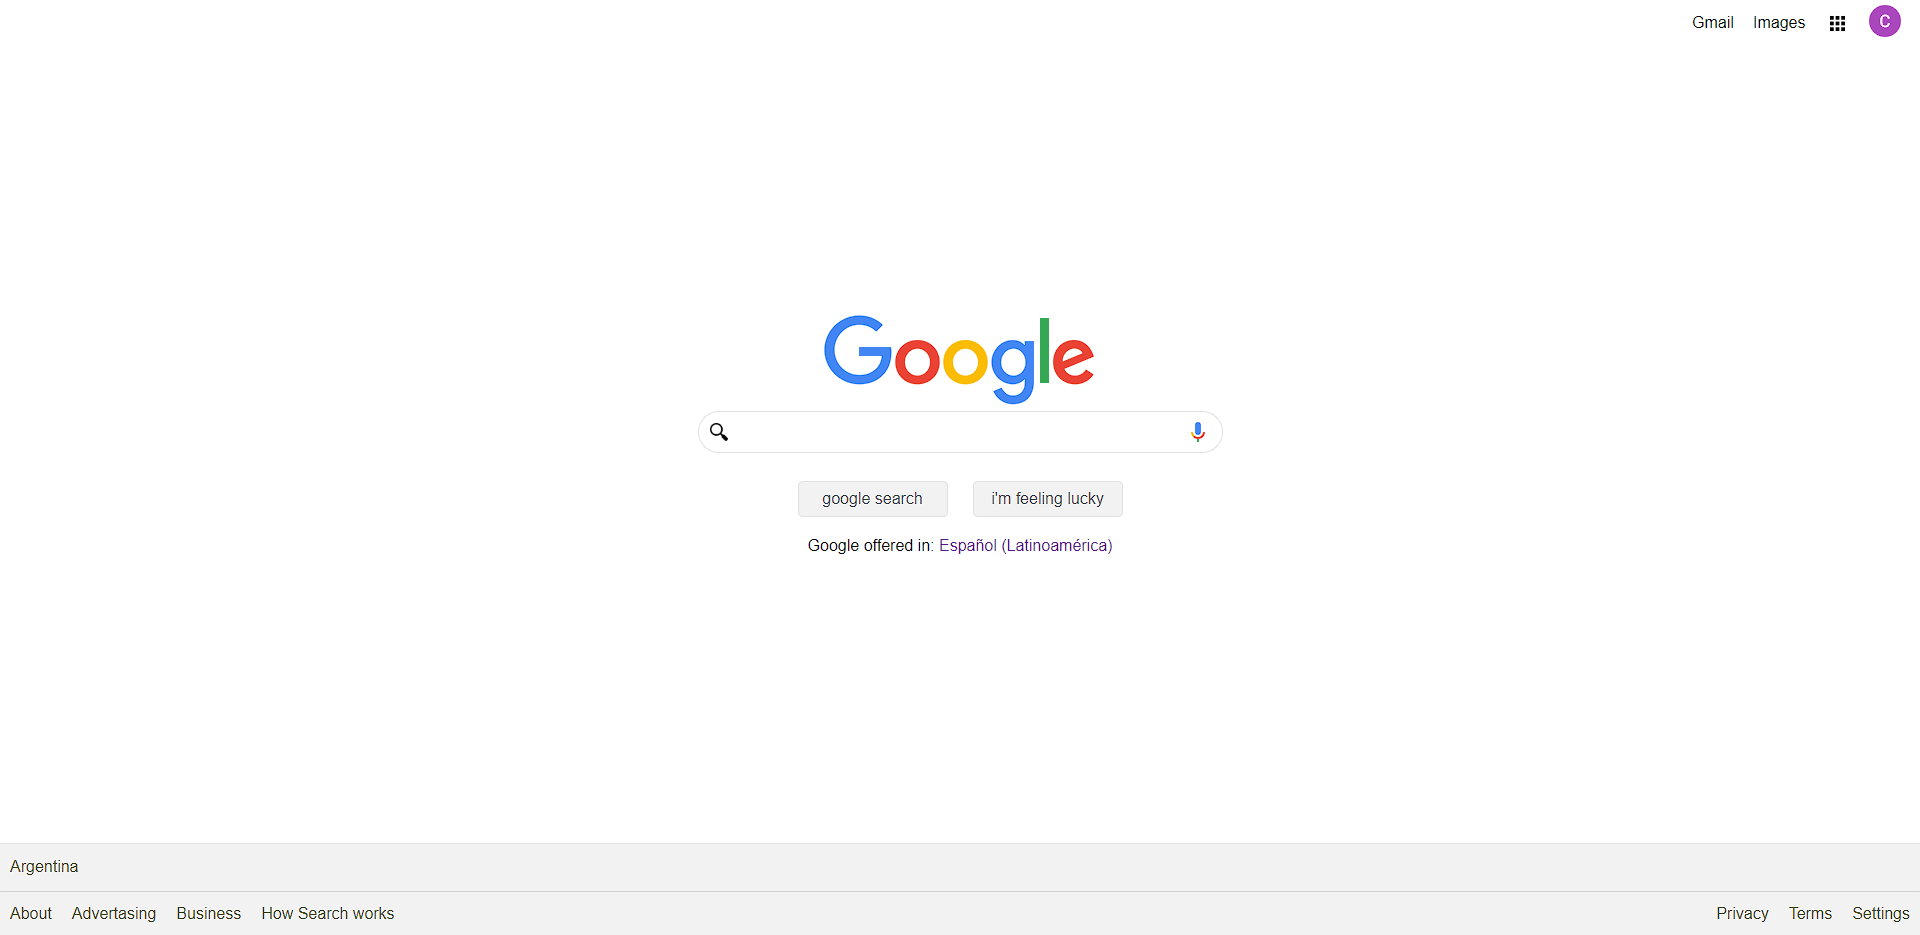 Gmail Images C
Google
google search i'm feeling lucky
Google offered in: Español (Latinoamérica)
Argentina
About Advertasing Business How Search works Privacy Terms Settings